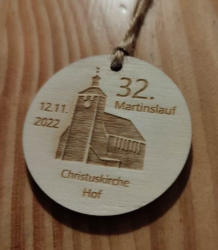 32.
Martinslauf
12.11.
2022
Christuskirche
Hof